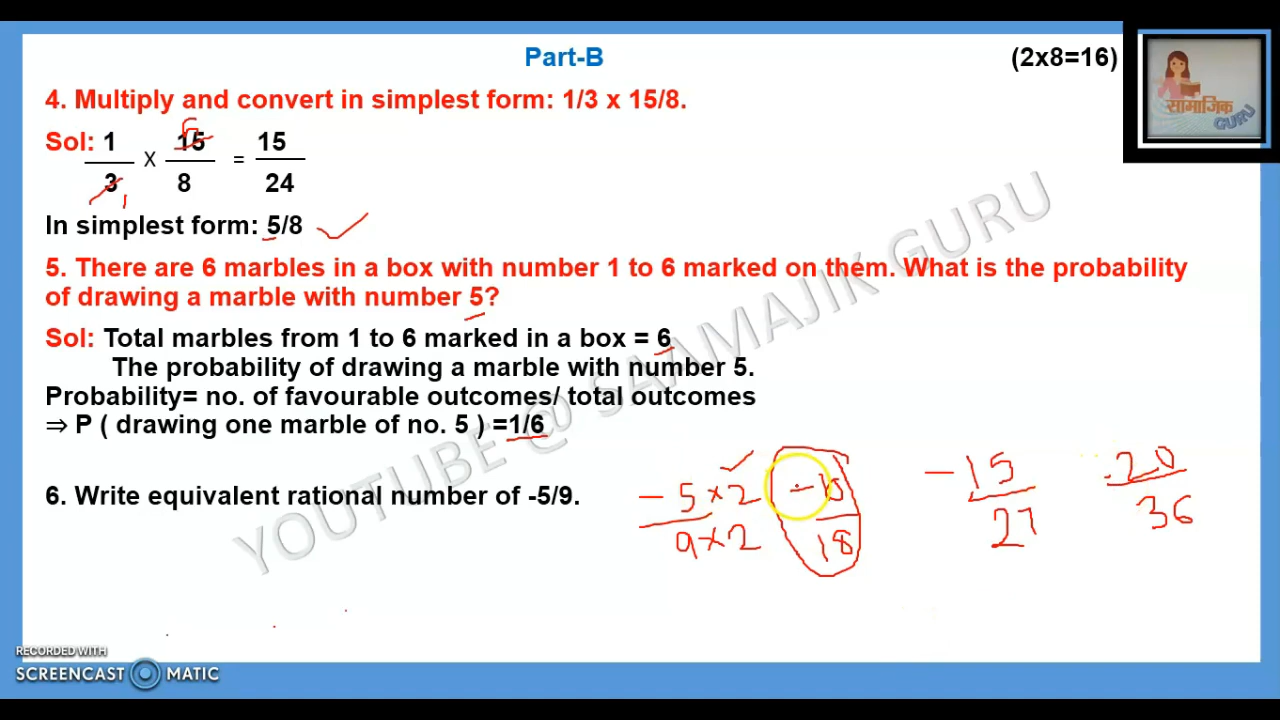 Part-B (2x8=16)
4. Multiply and convert in simplest form: 1/3 x 15/8.
5
Sol: 1 15 15
X =
3 8 24
1
In simplest form: 5/8
5. There are 6 marbles in a box with number 1 to 6 marked on them. What is the probability
of drawing a marble with number 5?
Sol: Total marbles from 1 to 6 marked in a box = 6
The probability of drawing a marble with number 5.
Probability= no. of favourable outcomes/ total outcomes
⇒ P ( drawing one marble of no. 5 ) =1/6
6. Write equivalent rational number of -5/9.
-5×2 -10 -15 -20
9×2 18 27 36
सामाजिक
GURU
YOUTUBE @ SAAMAJIK GURU
RECORDED WITH
SCREENCAST MATIC